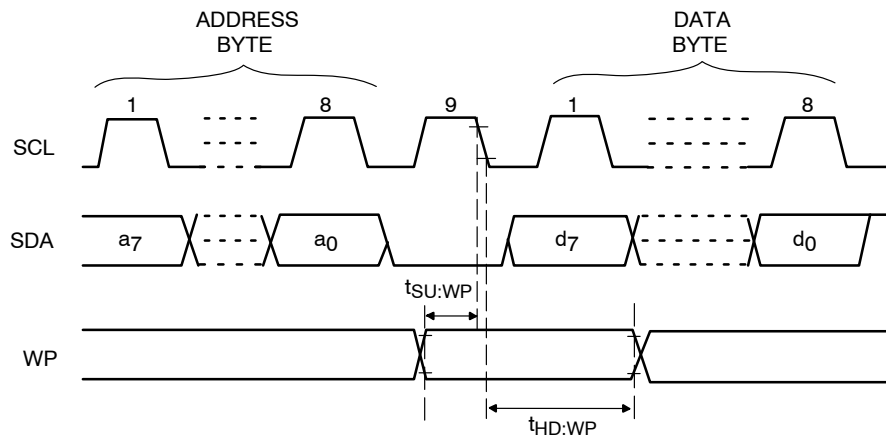 ADDRESS
BYTE
DATA
BYTE
1
8
9
1
8
SCL
SDA
a7
a0
d7
d0
tSU:WP
WP
tHD:WP